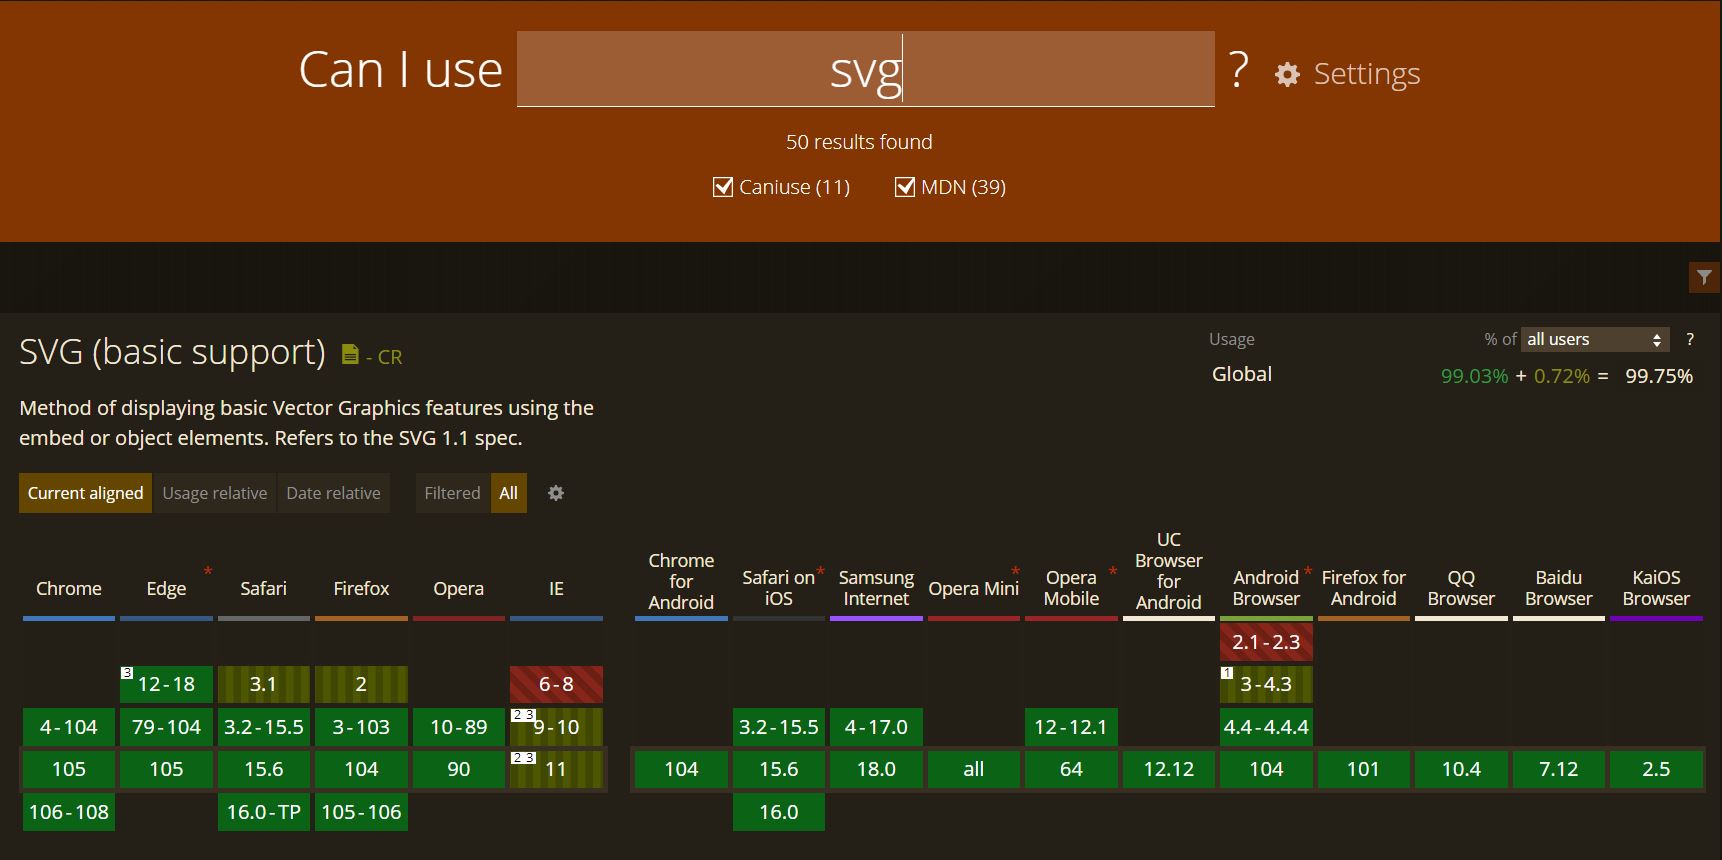 Can I use svg ? Settings
50 results found
Caniuse (11) MDN (39)
SVG (basic support) - CR
Usage % of all users ?
Global 99.03% + 0.72% = 99.75%
Method of displaying basic Vector Graphics features using the
embed or object elements. Refers to the SVG 1.1 spec.
Current aligned Usage relative Date relative Filtered All
Chrome Edge * Safari Firefox Opera IE
Chrome for Android Safari on iOS * Samsung Internet Opera Mini * Opera Mobile * UC Browser for Android Android Browser * Firefox for Android QQ Browser Baidu Browser KaiOS Browser
2.1-2.3
3 12-18 3.1 2 6-8 1 3-4.3
4-104 79-104 3.2-15.5 3-103 10-89 2 3 9-10 3.2-15.5 4-17.0 12-12.1 4.4-4.4.4
105 105 15.6 104 90 2 3 11 104 15.6 18.0 all 64 12.12 104 101 10.4 7.12 2.5
106-108 16.0-TP 105-106 16.0